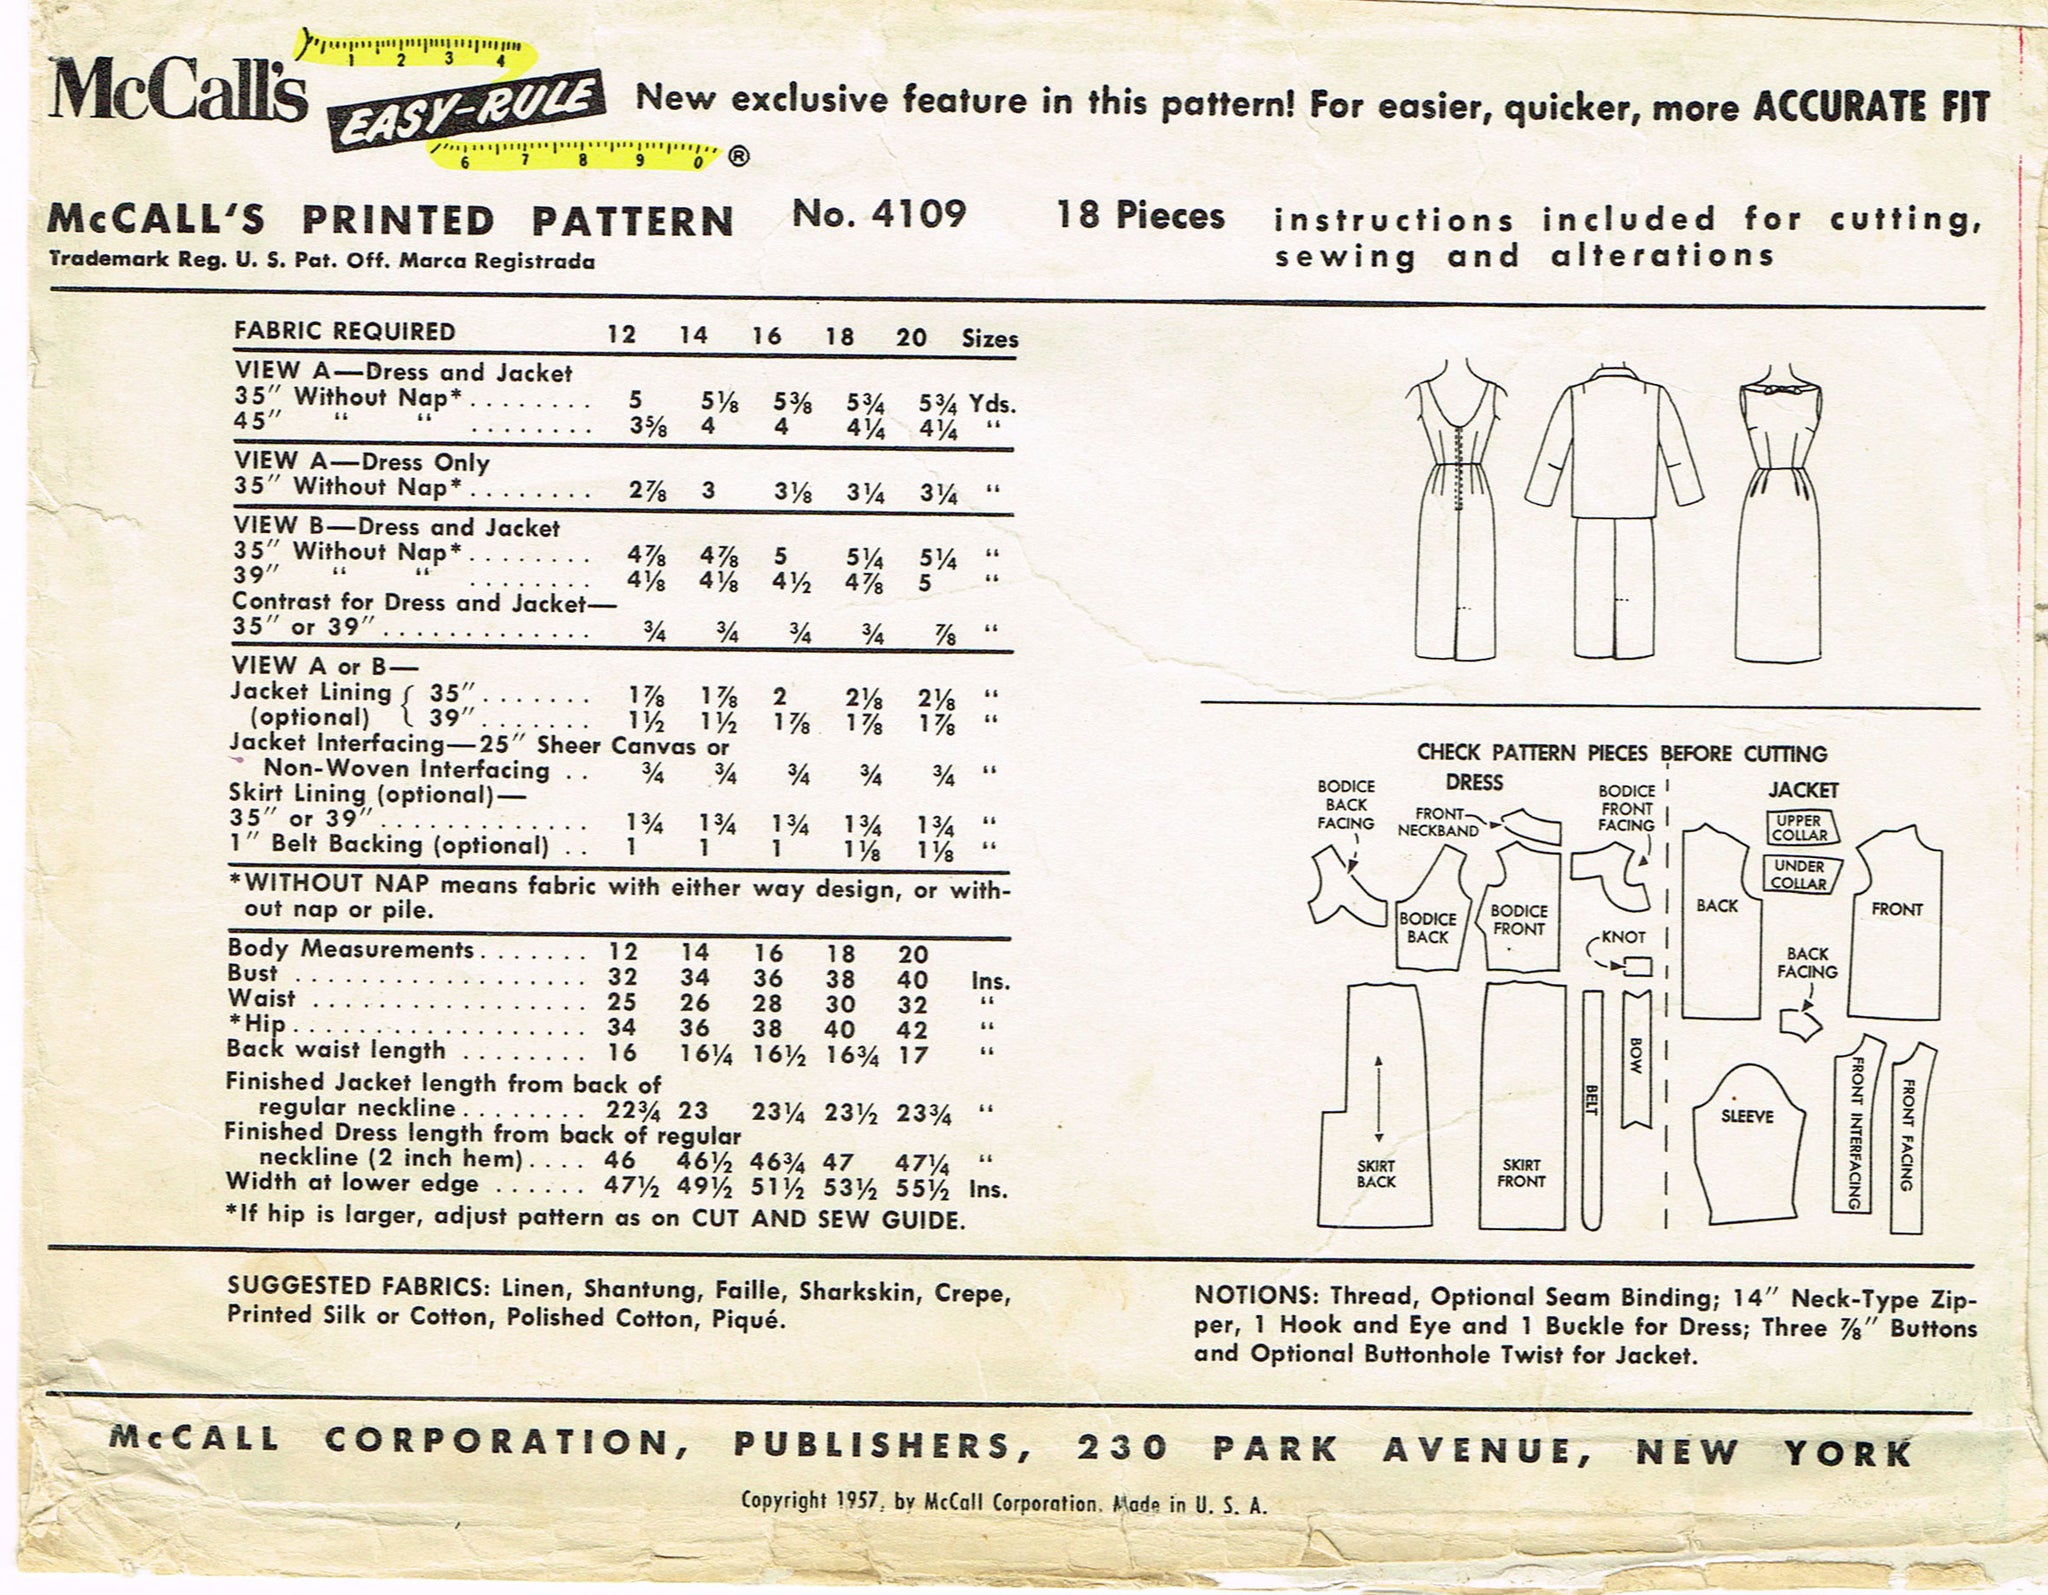 McCall's
1 2 3 4
EASY-RULE
6 7 8 9 0 ®
New exclusive feature in this pattern! For easier, quicker, more ACCURATE FIT
McCALL'S PRINTED PATTERN No. 4109 18 Pieces instructions included for cutting,
sewing and alterations
Trademark Reg. U. S. Pat. Off. Marca Registrada
FABRIC REQUIRED 12 14 16 18 20 Sizes
VIEW A—Dress and Jacket
35" Without Nap* ........ 5 5⅛ 5⅜ 5¾ 5¾ Yds.
45" " " ........ 3⅝ 4 4 4¼ 4¼ "
VIEW A—Dress Only
35" Without Nap* ........ 2⅞ 3 3⅛ 3¼ 3¼ "
VIEW B—Dress and Jacket
35" Without Nap* ........ 4⅞ 4⅞ 5 5¼ 5¼ "
39" " " ........ 4⅛ 4⅛ 4½ 4⅞ 5 "
Contrast for Dress and Jacket—
35" or 39" ............. ¾ ¾ ¾ ¾ ⅞ "
VIEW A or B—
Jacket Lining { 35" ....... 1⅞ 1⅞ 2 2⅛ 2⅛ "
(optional) { 39" ....... 1½ 1½ 1⅞ 1⅞ 1⅞ "
Jacket Interfacing—25" Sheer Canvas or
Non-Woven Interfacing .. ¾ ¾ ¾ ¾ ¾ "
Skirt Lining (optional)—
35" or 39" ............. 1¾ 1¾ 1¾ 1¾ 1¾ "
1" Belt Backing (optional) .. 1 1 1 1⅛ 1⅛ "
*WITHOUT NAP means fabric with either way design, or with-
out nap or pile.
Body Measurements ....... 12 14 16 18 20
Bust .................. 32 34 36 38 40 Ins.
Waist ................. 25 26 28 30 32 "
*Hip .................. 34 36 38 40 42 "
Back waist length ........ 16 16¼ 16½ 16¾ 17 "
Finished Jacket length from back of
regular neckline ........ 22¾ 23 23¼ 23½ 23¾ "
Finished Dress length from back of regular
neckline (2 inch hem) .... 46 46½ 46¾ 47 47¼ "
Width at lower edge ...... 47½ 49½ 51½ 53½ 55½ Ins.
*If hip is larger, adjust pattern as on CUT AND SEW GUIDE.
CHECK PATTERN PIECES BEFORE CUTTING
DRESS
BODICE
BACK
FACING
FRONT
NECKBAND
BODICE
FRONT
FACING
BODICE
BACK
BODICE
FRONT
KNOT
SKIRT
BACK
SKIRT
FRONT
BELT
BOW
JACKET
UPPER
COLLAR
UNDER
COLLAR
BACK
FRONT
BACK
FACING
SLEEVE
FRONT INTERFACING
FRONT FACING
SUGGESTED FABRICS: Linen, Shantung, Faille, Sharkskin, Crepe,
Printed Silk or Cotton, Polished Cotton, Piqué.
NOTIONS: Thread, Optional Seam Binding; 14" Neck-Type Zip-
per, 1 Hook and Eye and 1 Buckle for Dress; Three ⅞" Buttons
and Optional Buttonhole Twist for Jacket.
McCALL CORPORATION, PUBLISHERS, 230 PARK AVENUE, NEW YORK
Copyright 1957, by McCall Corporation. Made in U. S. A.